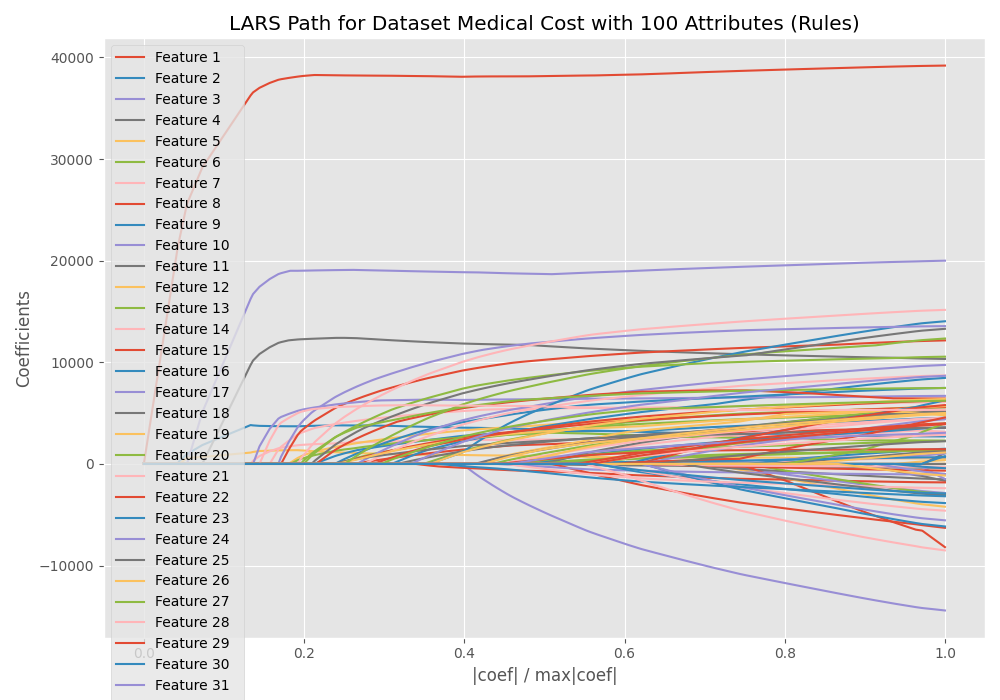 LARS Path for Dataset Medical Cost with 100 Attributes (Rules)
40000
30000
20000
10000
0
−10000
Coefficients
Feature 1
Feature 2
Feature 3
Feature 4
Feature 5
Feature 6
Feature 7
Feature 8
Feature 9
Feature 10
Feature 11
Feature 12
Feature 13
Feature 14
Feature 15
Feature 16
Feature 17
Feature 18
Feature 19
Feature 20
Feature 21
Feature 22
Feature 23
Feature 24
Feature 25
Feature 26
Feature 27
Feature 28
Feature 29
Feature 30
Feature 31
0.0 0.2 0.4 0.6 0.8 1.0
|coef| / max|coef|